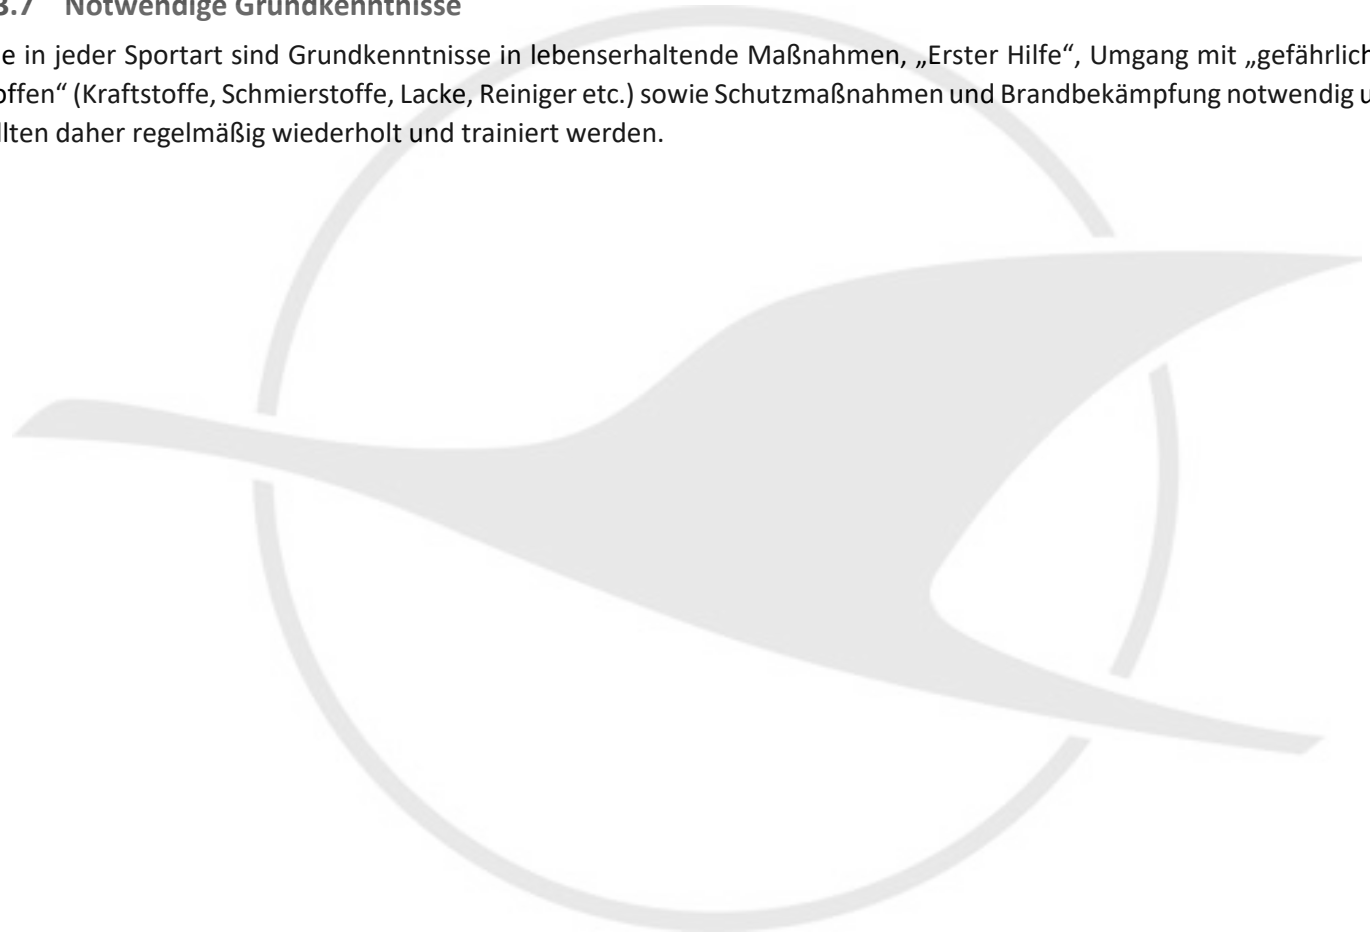 3.7 Notwendige Grundkenntnisse
e in jeder Sportart sind Grundkenntnisse in lebenserhaltende Maßnahmen, „Erster Hilfe“, Umgang mit „gefährlich
offen“ (Kraftstoffe, Schmierstoffe, Lacke, Reiniger etc.) sowie Schutzmaßnahmen und Brandbekämpfung notwendig u
llten daher regelmäßig wiederholt und trainiert werden.